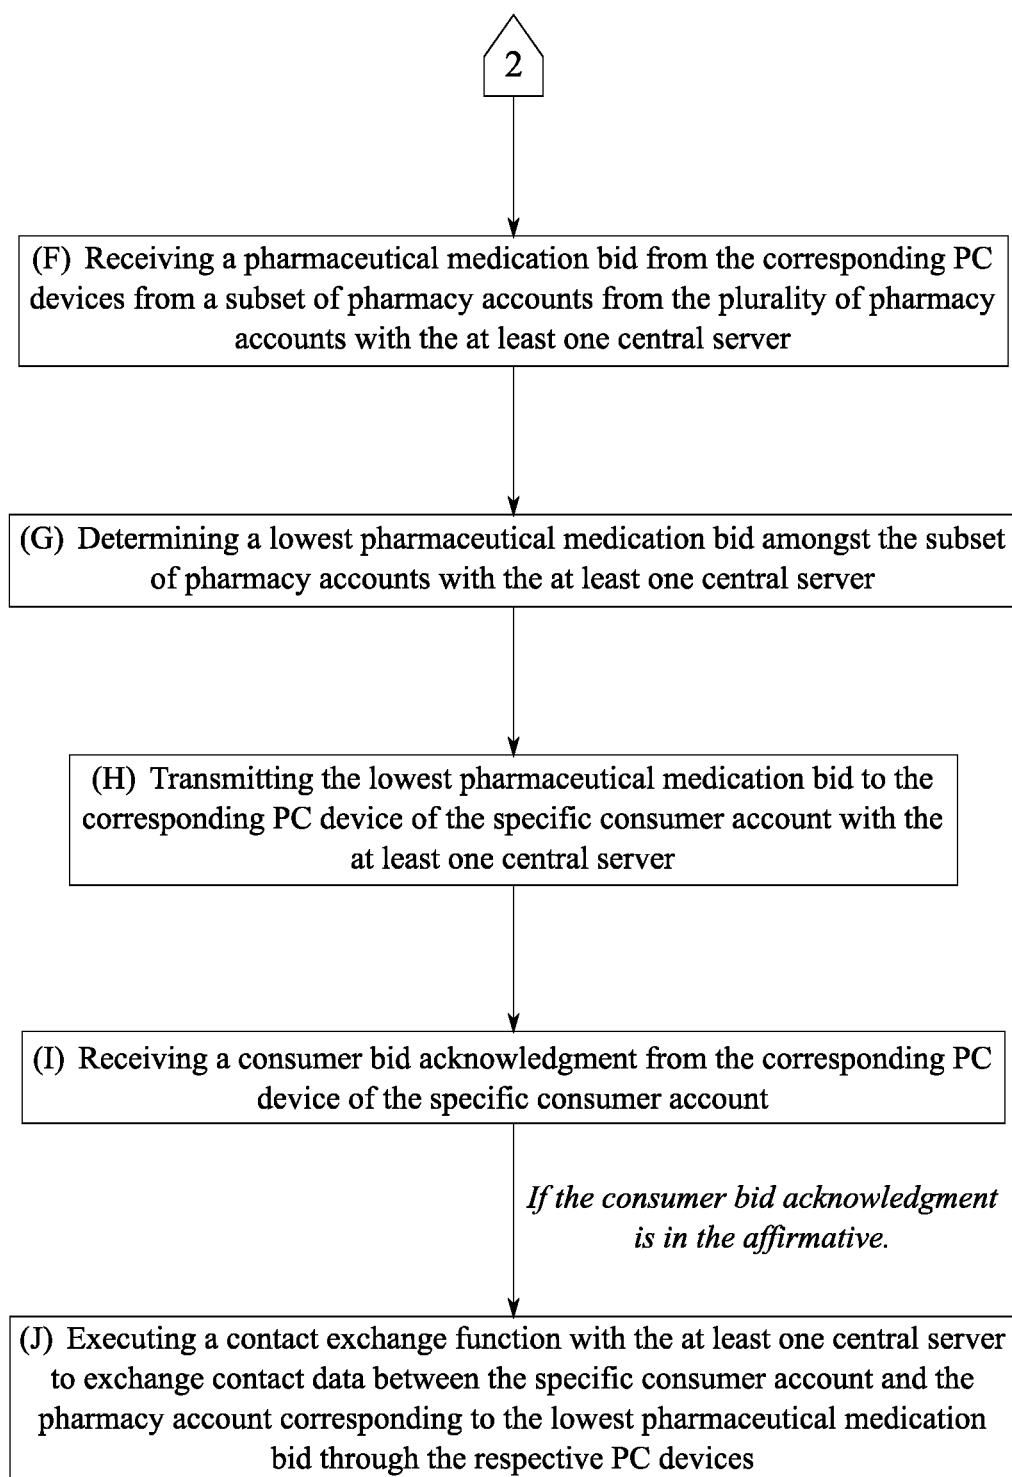 2
(F) Receiving a pharmaceutical medication bid from the corresponding PC
devices from a subset of pharmacy accounts from the plurality of pharmacy
accounts with the at least one central server
(G) Determining a lowest pharmaceutical medication bid amongst the subset
of pharmacy accounts with the at least one central server
(H) Transmitting the lowest pharmaceutical medication bid to the
corresponding PC device of the specific consumer account with the
at least one central server
(I) Receiving a consumer bid acknowledgment from the corresponding PC
device of the specific consumer account
If the consumer bid acknowledgment
is in the affirmative.
(J) Executing a contact exchange function with the at least one central server
to exchange contact data between the specific consumer account and the
pharmacy account corresponding to the lowest pharmaceutical medication
bid through the respective PC devices